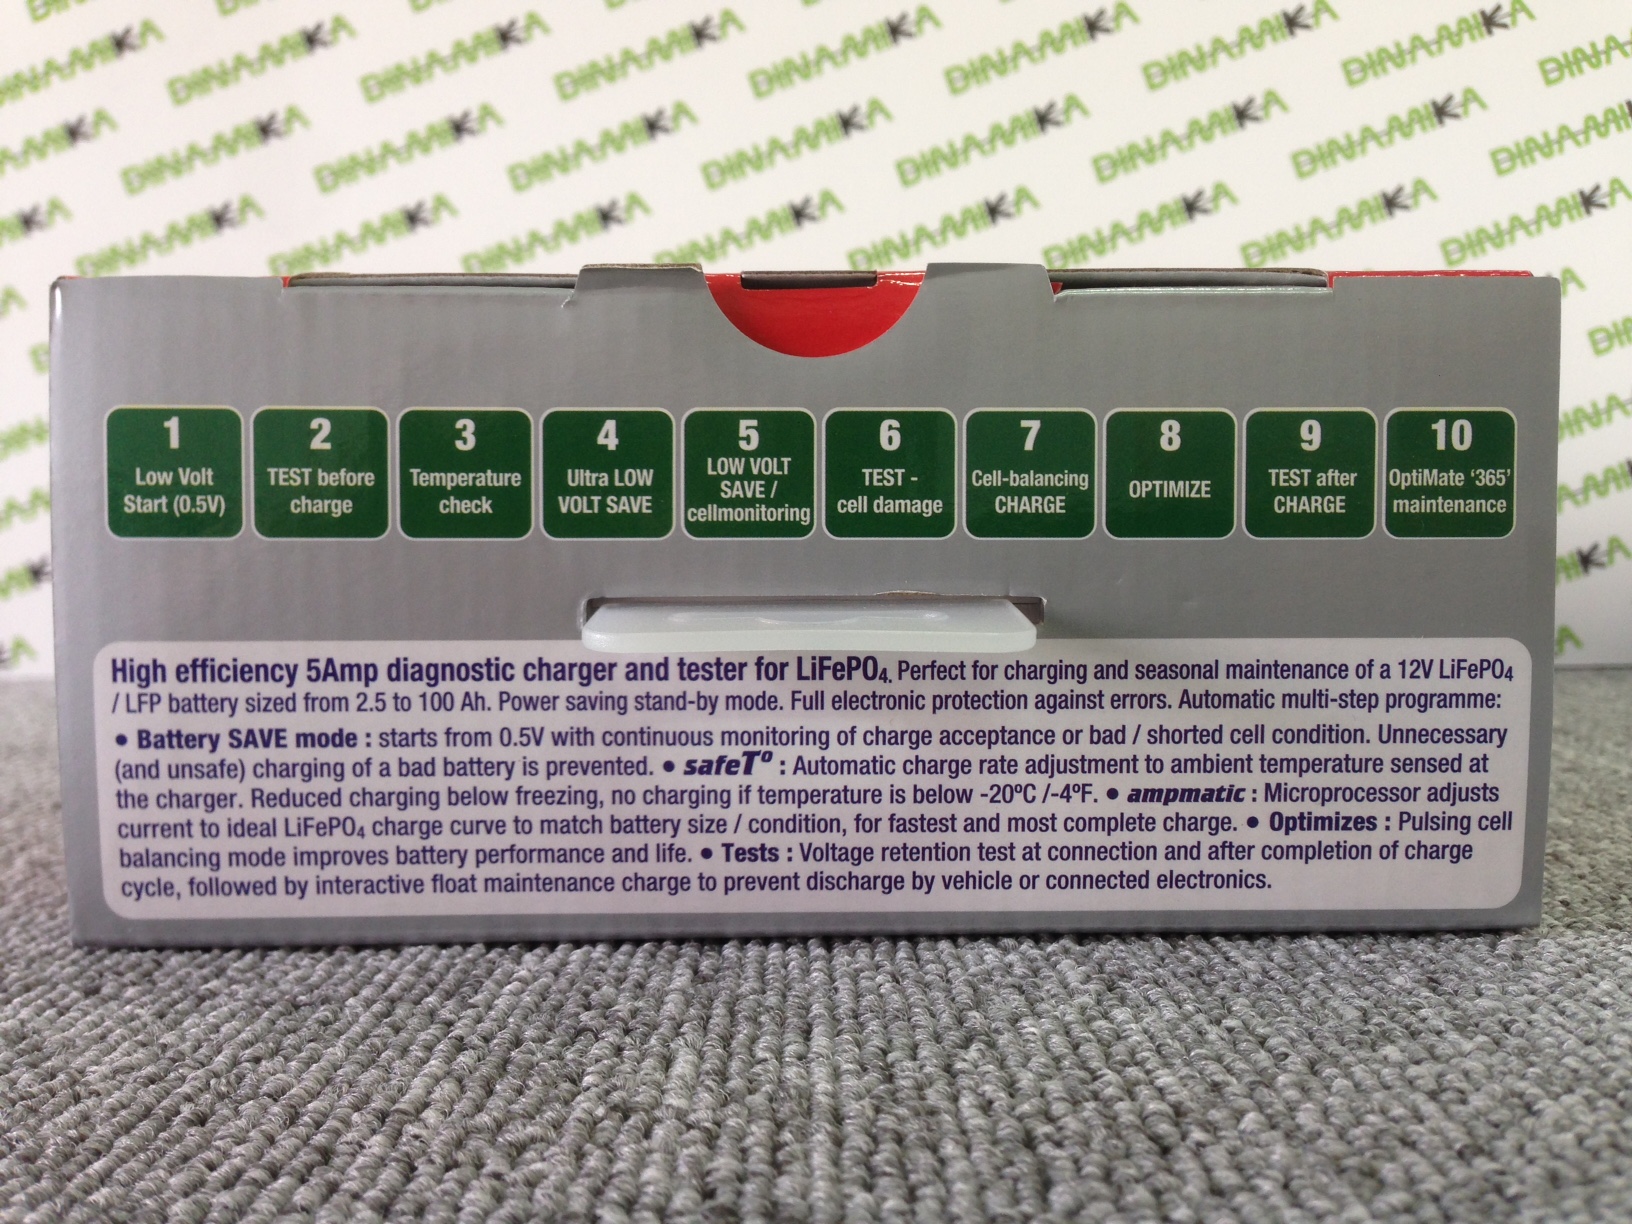 DINAMIKA
1
Low Volt
Start (0.5V)
2
TEST before
charge
3
Temperature
check
4
Ultra LOW
VOLT SAVE
5
LOW VOLT
SAVE /
cellmonitoring
6
TEST -
cell damage
7
Cell-balancing
CHARGE
8
OPTIMIZE
9
TEST after
CHARGE
10
OptiMate ‘365’
maintenance
High efficiency 5Amp diagnostic charger and tester for LiFePO₄. Perfect for charging and seasonal maintenance of a 12V LiFePO₄
/ LFP battery sized from 2.5 to 100 Ah. Power saving stand-by mode. Full electronic protection against errors. Automatic multi-step programme:
• Battery SAVE mode : starts from 0.5V with continuous monitoring of charge acceptance or bad / shorted cell condition. Unnecessary
(and unsafe) charging of a bad battery is prevented. • safeTº : Automatic charge rate adjustment to ambient temperature sensed at
the charger. Reduced charging below freezing, no charging if temperature is below -20ºC /-4ºF. • ampmatic : Microprocessor adjusts
current to ideal LiFePO₄ charge curve to match battery size / condition, for fastest and most complete charge. • Optimizes : Pulsing cell
balancing mode improves battery performance and life. • Tests : Voltage retention test at connection and after completion of charge
cycle, followed by interactive float maintenance charge to prevent discharge by vehicle or connected electronics.